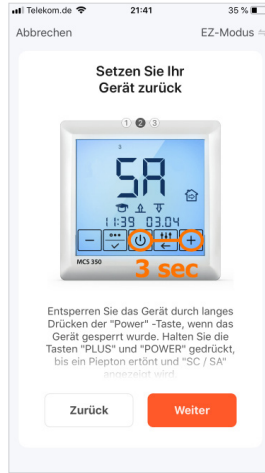 Telekom.de 21:41 35 %
Abbrechen EZ-Modus
Setzen Sie Ihr
Gerät zurück
1 2 3
3
SA
11:39 03.04
MCS 350
3 sec
Entsperren Sie das Gerät durch langes
Drücken der "Power" -Taste, wenn das
Gerät gesperrt wurde. Halten Sie die
Tasten "PLUS" und "POWER" gedrückt,
bis ein Piepton ertönt und "SC / SA"
angezeigt wird.
Zurück Weiter